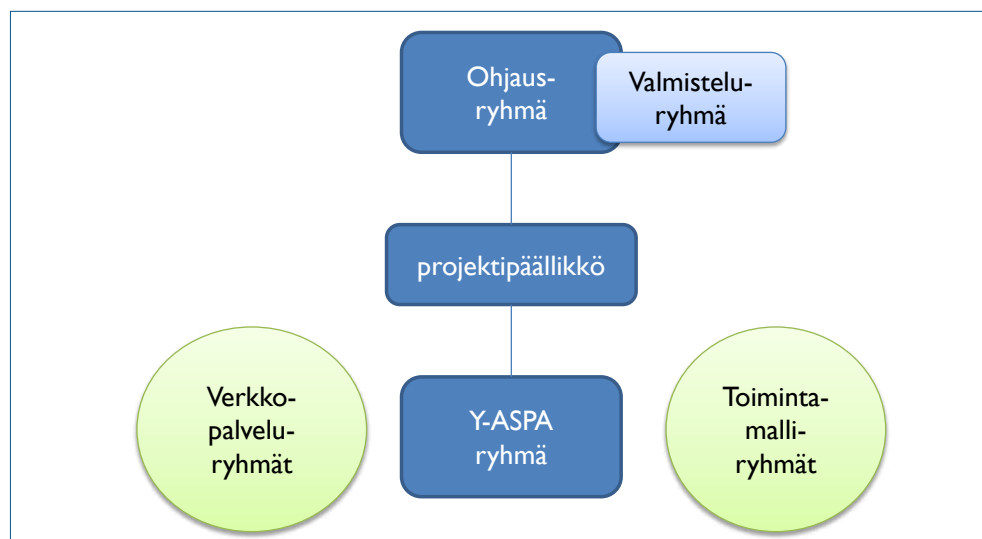 Ohjaus-
ryhmä
Valmistelu-
ryhmä
projektipäällikkö
Verkko-
palvelu-
ryhmät
Y-ASPA
ryhmä
Toiminta-
malli-
ryhmät